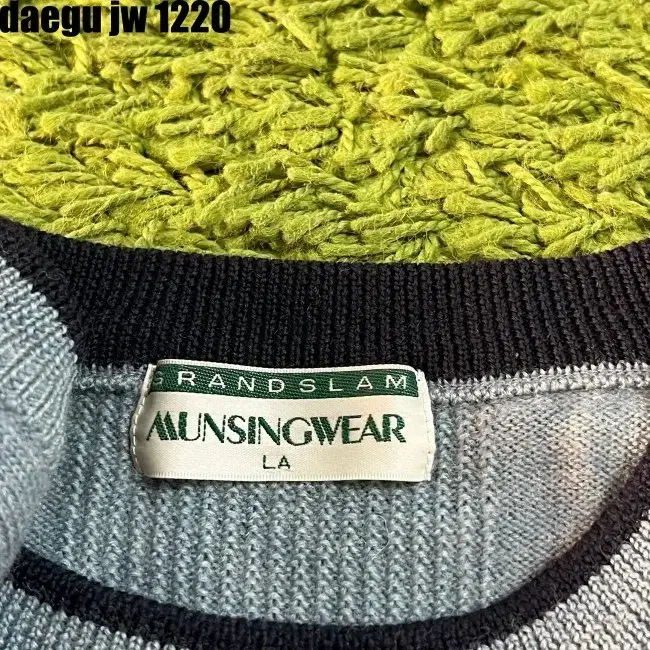 daegu jw 1220
GRANDSLAM
MUNSINGWEAR
LA